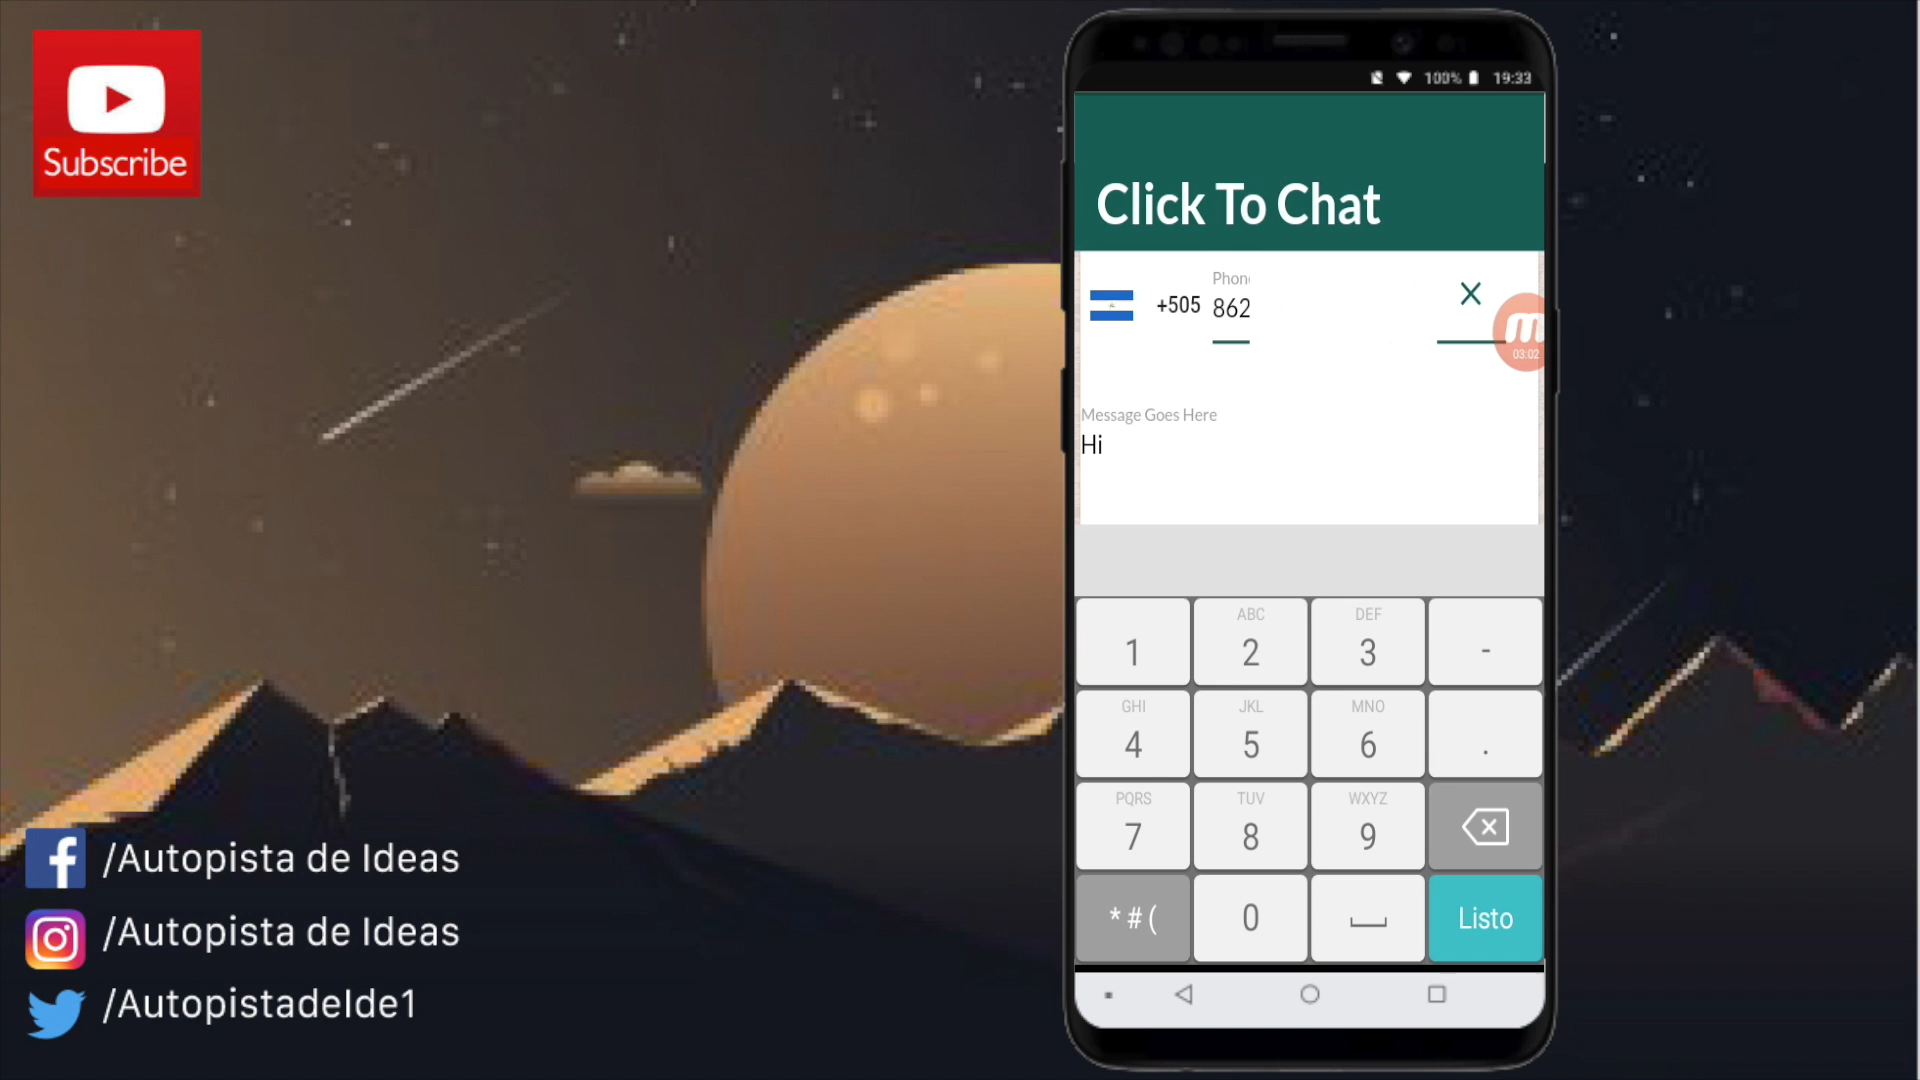 Subscribe
100% 19:33
Click To Chat
Phon
+505 862
03:02
Message Goes Here
Hi
1 ABC 2 DEF 3 -
GHI 4 JKL 5 MNO 6 .
PQRS 7 TUV 8 WXYZ 9
* # ( 0 Listo
/Autopista de Ideas
/Autopista de Ideas
/AutopistadeIde1